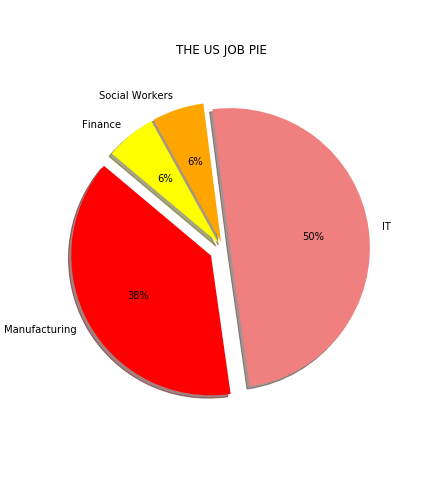 THE US JOB PIE
Social Workers
Finance
6%
6%
IT
50%
38%
Manufacturing